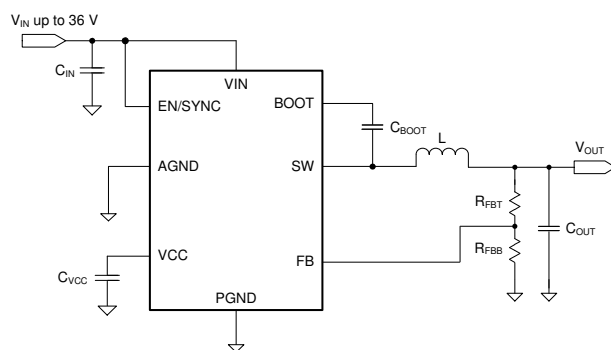 VIN up to 36 V
CIN
VIN
EN/SYNC
BOOT
CBOOT
L
VOUT
AGND
SW
RFBT
COUT
RFBB
VCC
FB
CVCC
PGND